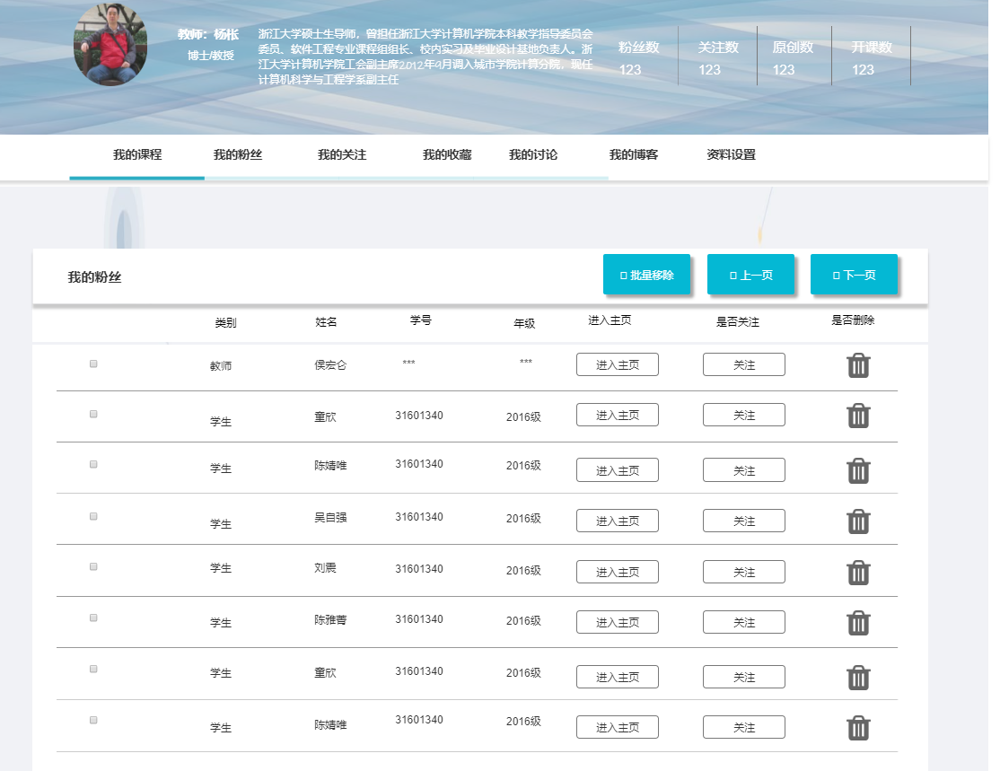 教师：杨枨
博士/教授
浙江大学硕士生导师，曾担任浙江大学计算机学院本科教学指导委员会
委员、软件工程专业课程组组长、校内实习及毕业设计基地负责人。浙
江大学计算机学院工会副主席2012年9月调入城市学院计算分院，现任
计算机科学与工程学系副主任
粉丝数 关注数 原创数 开课数
123 123 123 123
我的课程 我的粉丝 我的关注 我的收藏 我的讨论 我的博客 资料设置
我的粉丝 批量移除 上一页 下一页
类别 姓名 学号 年级 进入主页 是否关注 是否删除
教师 侯宏仑 *** *** 进入主页 关注
学生 童欣 31601340 2016级 进入主页 关注
学生 陈婧唯 31601340 2016级 进入主页 关注
学生 吴自强 31601340 2016级 进入主页 关注
学生 刘震 31601340 2016级 进入主页 关注
学生 陈雅菁 31601340 2016级 进入主页 关注
学生 童欣 31601340 2016级 进入主页 关注
学生 陈婧唯 31601340 2016级 进入主页 关注